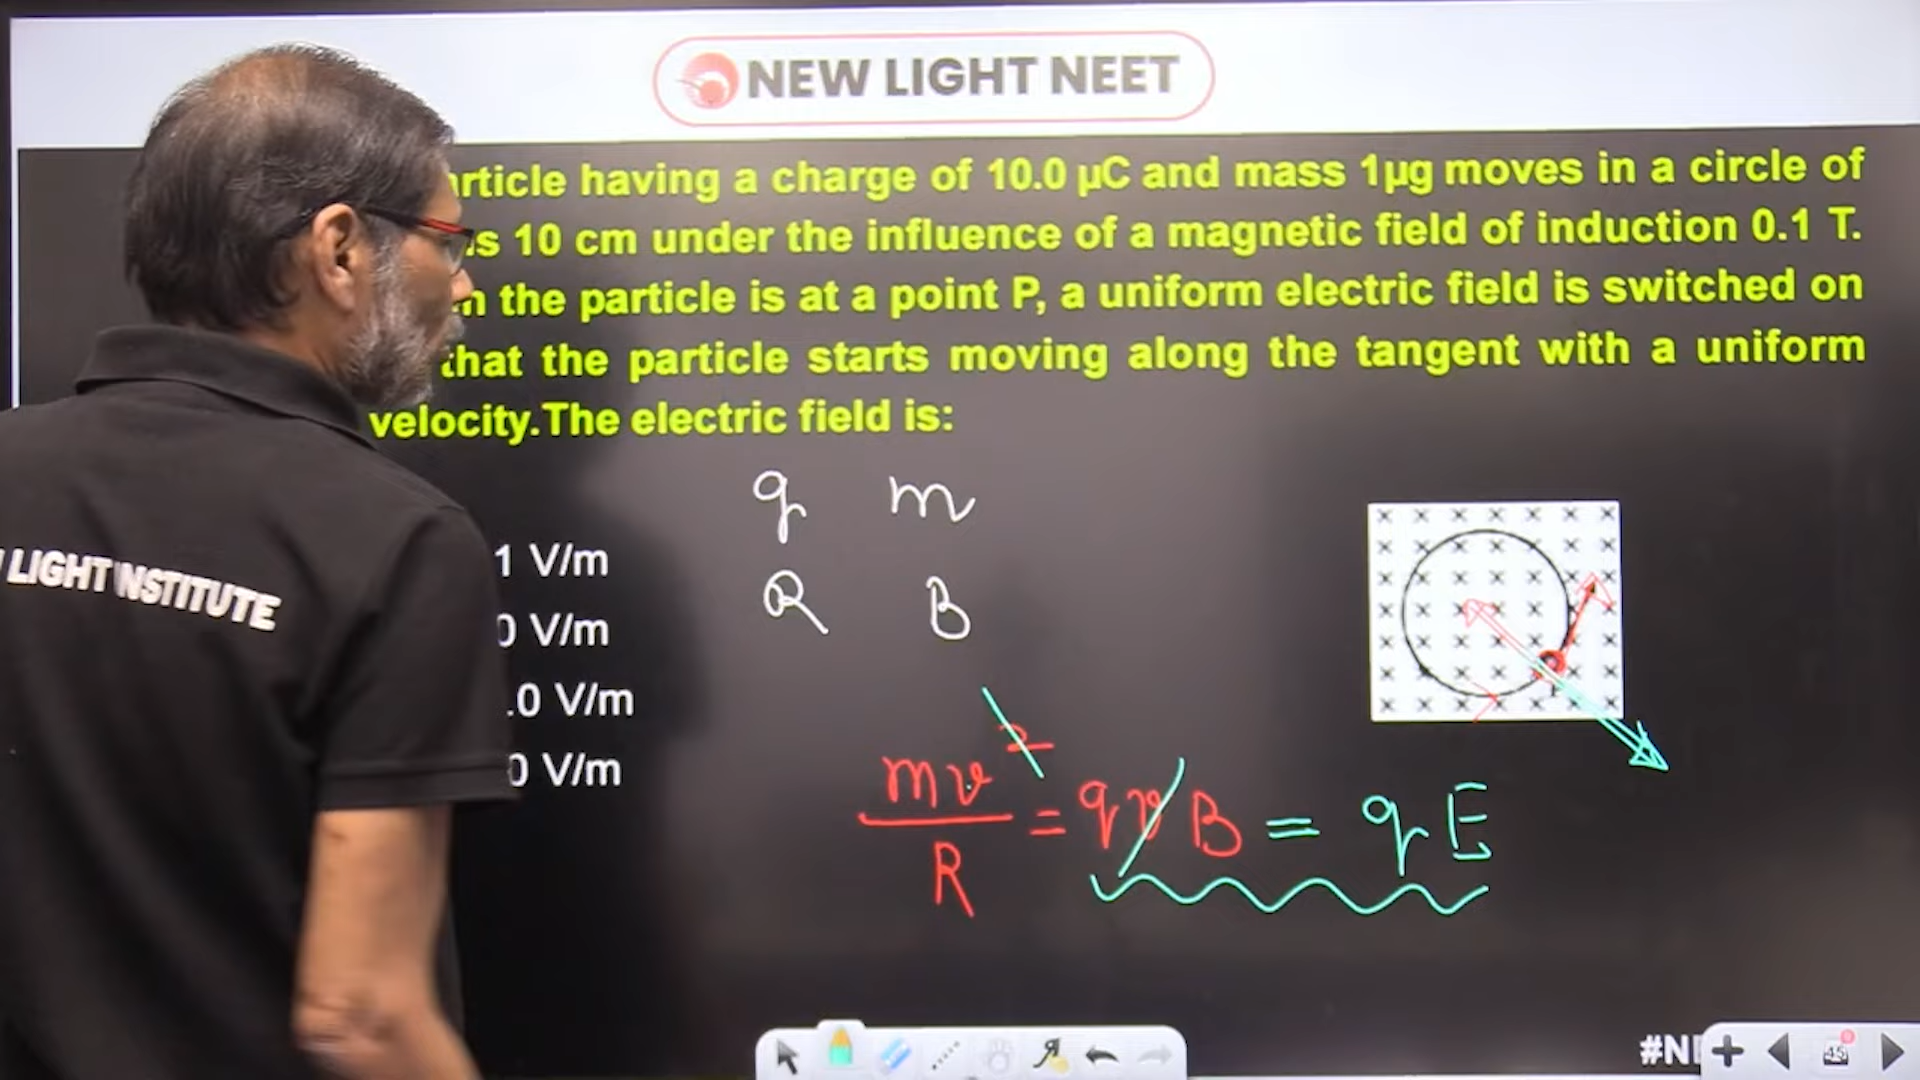 NEW LIGHT NEET
rticle having a charge of 10.0 µC and mass 1µg moves in a circle of
is 10 cm under the influence of a magnetic field of induction 0.1 T.
n the particle is at a point P, a uniform electric field is switched on
that the particle starts moving along the tangent with a uniform
velocity.The electric field is:
q m
1 V/m
R B
0 V/m
.0 V/m
0 V/m
mv²/R = qvB = qE
LIGHT INSTITUTE
#N
45